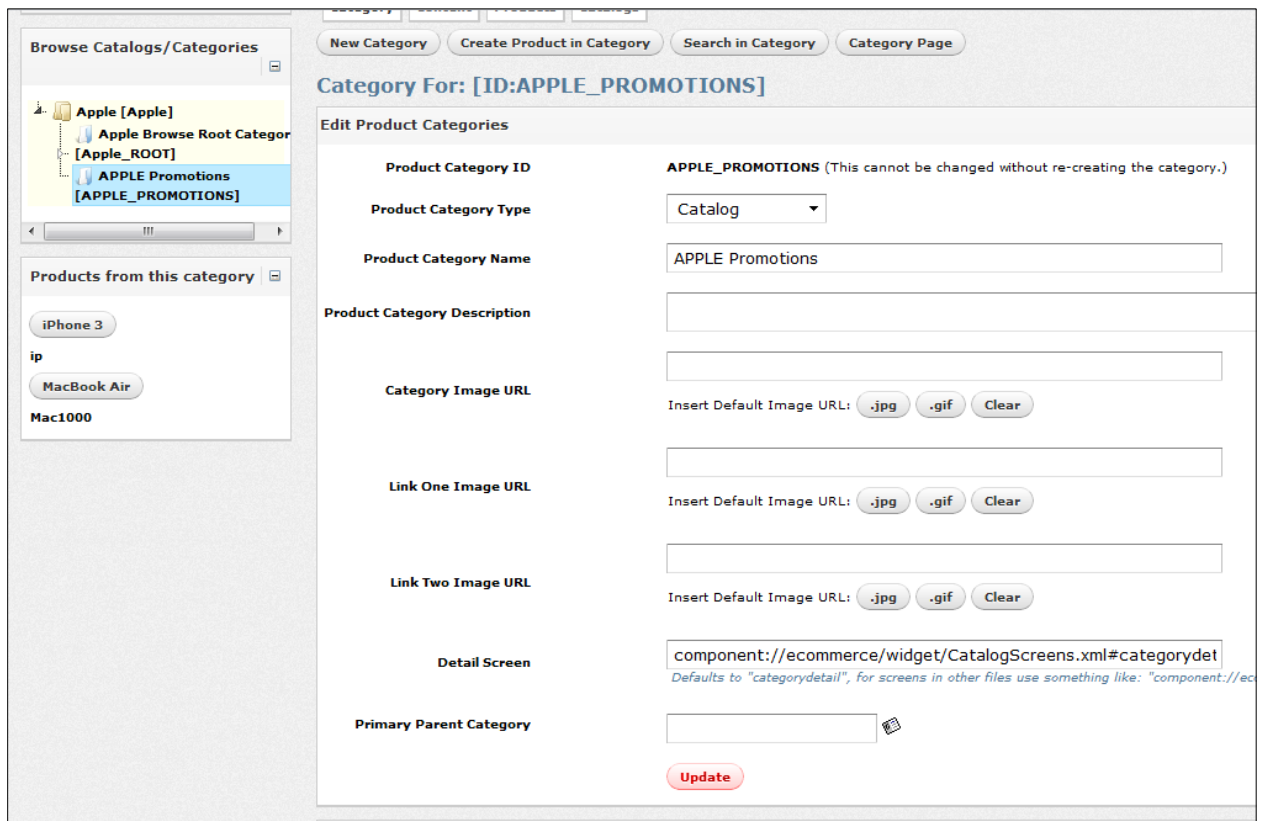 Category Content Products Catalogs
Browse Catalogs/Categories
Apple [Apple]
Apple Browse Root Categor
[Apple_ROOT]
APPLE Promotions
[APPLE_PROMOTIONS]
Products from this category
iPhone 3
ip
MacBook Air
Mac1000
New Category Create Product in Category Search in Category Category Page
Category For: [ID:APPLE_PROMOTIONS]
Edit Product Categories
Product Category ID APPLE_PROMOTIONS (This cannot be changed without re-creating the category.)
Product Category Type Catalog
Product Category Name APPLE Promotions
Product Category Description
Category Image URL
Insert Default Image URL: .jpg .gif Clear
Link One Image URL
Insert Default Image URL: .jpg .gif Clear
Link Two Image URL
Insert Default Image URL: .jpg .gif Clear
Detail Screen component://ecommerce/widget/CatalogScreens.xml#categorydet
Defaults to "categorydetail", for screens in other files use something like: "component://ec
Primary Parent Category
Update